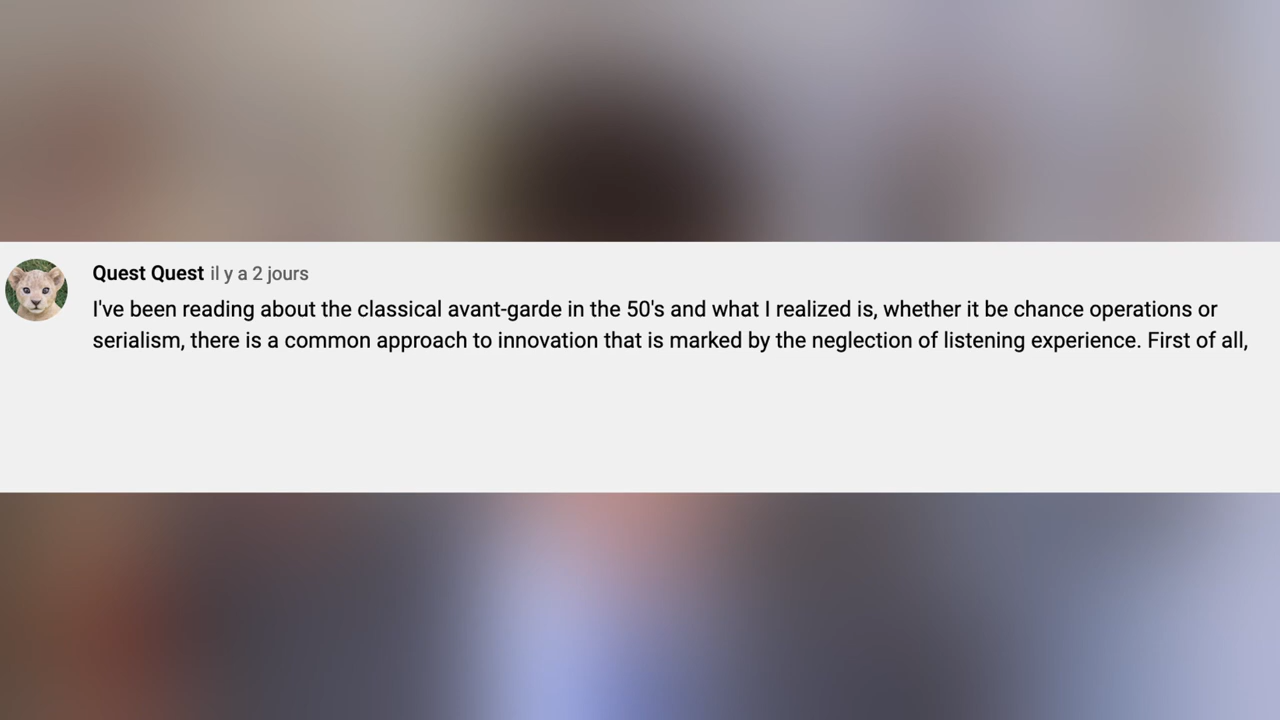 Quest Quest il y a 2 jours
I've been reading about the classical avant-garde in the 50's and what I realized is, whether it be chance operations or
serialism, there is a common approach to innovation that is marked by the neglection of listening experience. First of all,